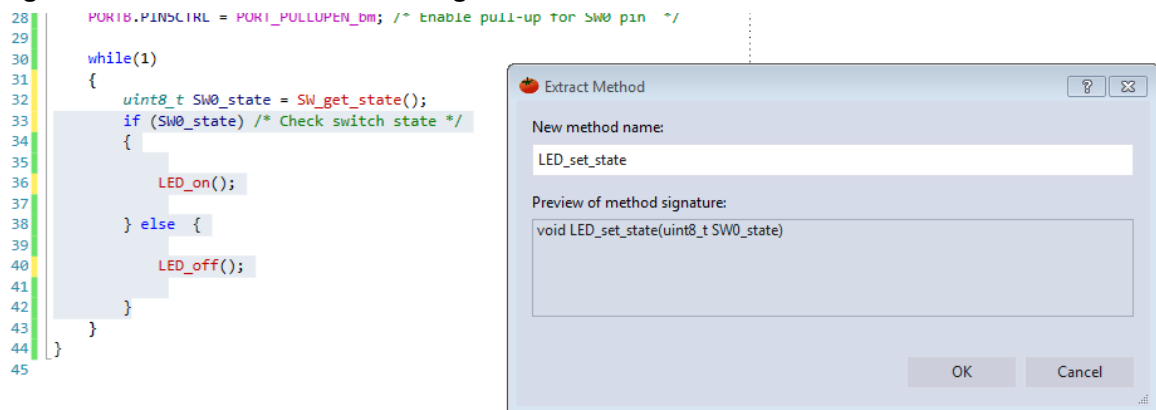 28 PORTB.PIN5CTRL = PORT_PULLUPEN_bm; /* Enable pull-up for SW0 pin */
29
30 while(1)
31 {
32 uint8_t SW0_state = SW_get_state();
33 if (SW0_state) /* Check switch state */
34 {
35
36 LED_on();
37
38 } else {
39
40 LED_off();
41
42 }
43 }
44 }
45
Extract Method
New method name:
LED_set_state
Preview of method signature:
void LED_set_state(uint8_t SW0_state)
OK Cancel